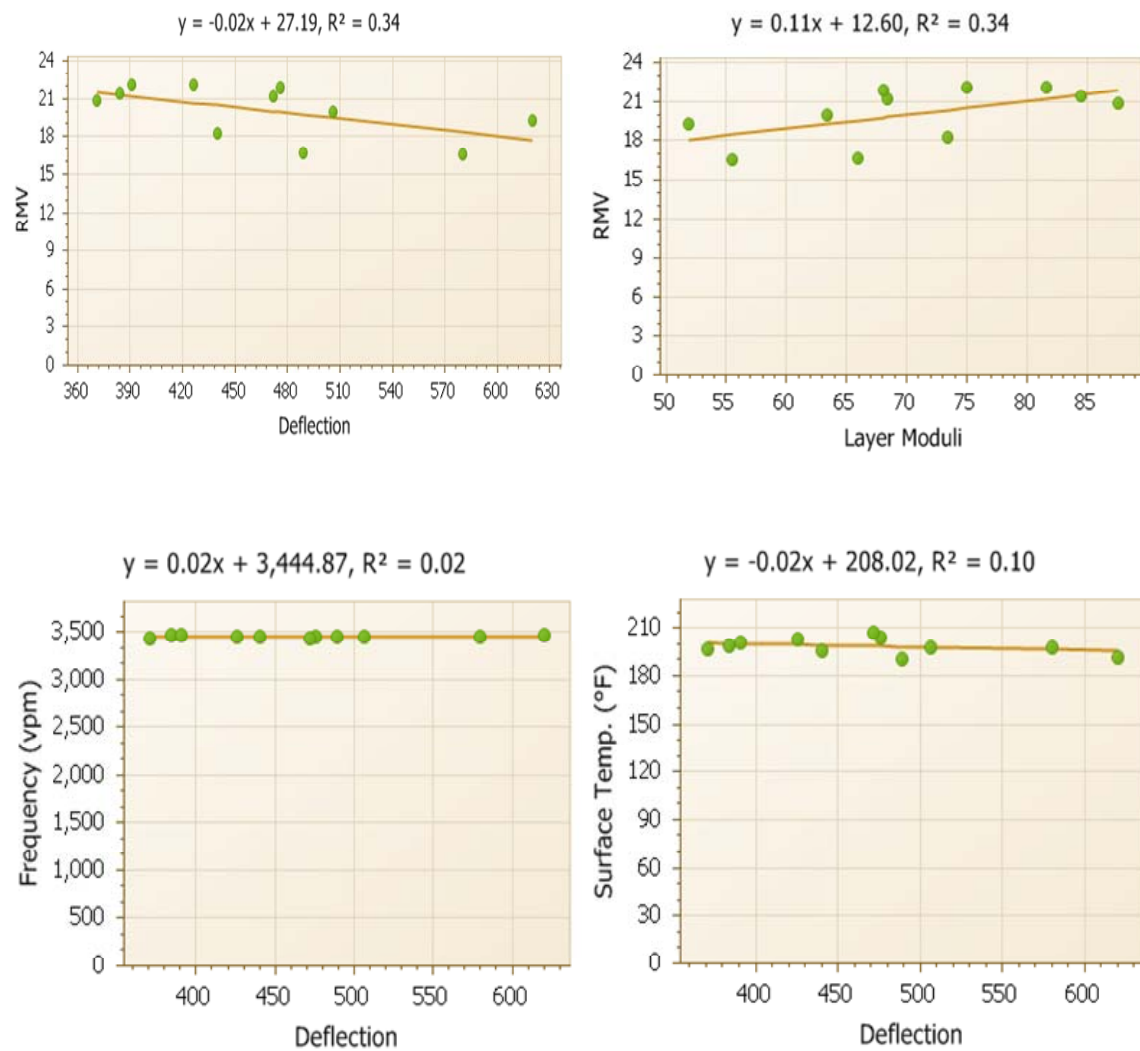 y = -0.02x + 27.19, R² = 0.34
24
21
18
15
12
9
6
3
0
RMV
360 390 420 450 480 510 540 570 600 630
Deflection
y = 0.11x + 12.60, R² = 0.34
24
21
18
15
12
9
6
3
0
RMV
50 55 60 65 70 75 80 85
Layer Moduli
y = 0.02x + 3,444.87, R² = 0.02
3,500
3,000
2,500
2,000
1,500
1,000
500
0
Frequency (vpm)
400 450 500 550 600
Deflection
y = -0.02x + 208.02, R² = 0.10
210
180
150
120
90
60
30
0
Surface Temp. (°F)
400 450 500 550 600
Deflection